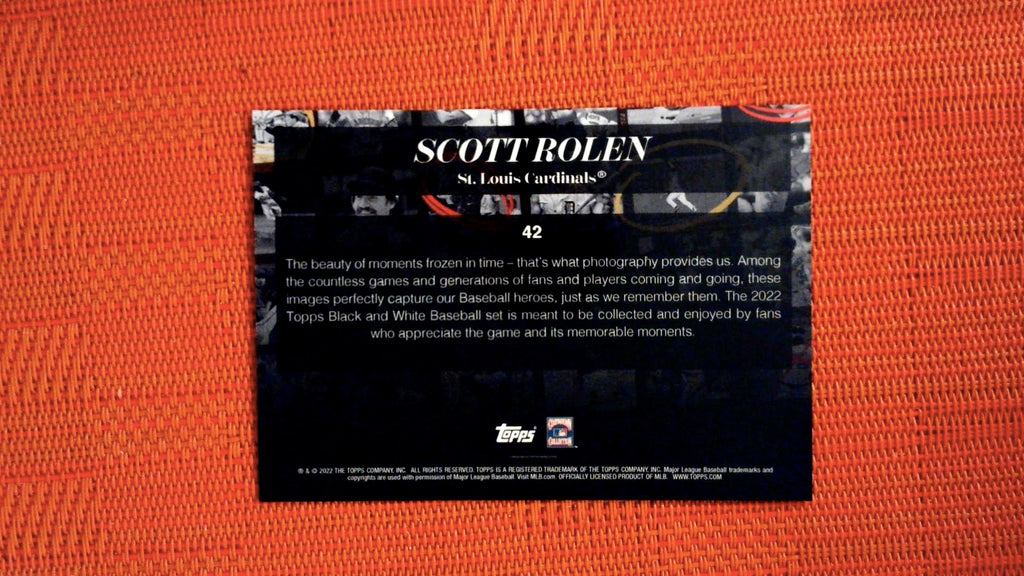 SCOTT ROLEN
St. Louis Cardinals®
42
The beauty of moments frozen in time – that's what photography provides us. Among
the countless games and generations of fans and players coming and going, these
images perfectly capture our Baseball heroes, just as we remember them. The 2022
Topps Black and White Baseball set is meant to be collected and enjoyed by fans
who appreciate the game and its memorable moments.
Topps
® & © 2022 THE TOPPS COMPANY, INC. ALL RIGHTS RESERVED. TOPPS IS A REGISTERED TRADEMARK OF THE TOPPS COMPANY, INC. Major League Baseball trademarks and
copyrights are used with permission of Major League Baseball. Visit MLB.com. OFFICIALLY LICENSED PRODUCT OF MLB. WWW.TOPPS.COM